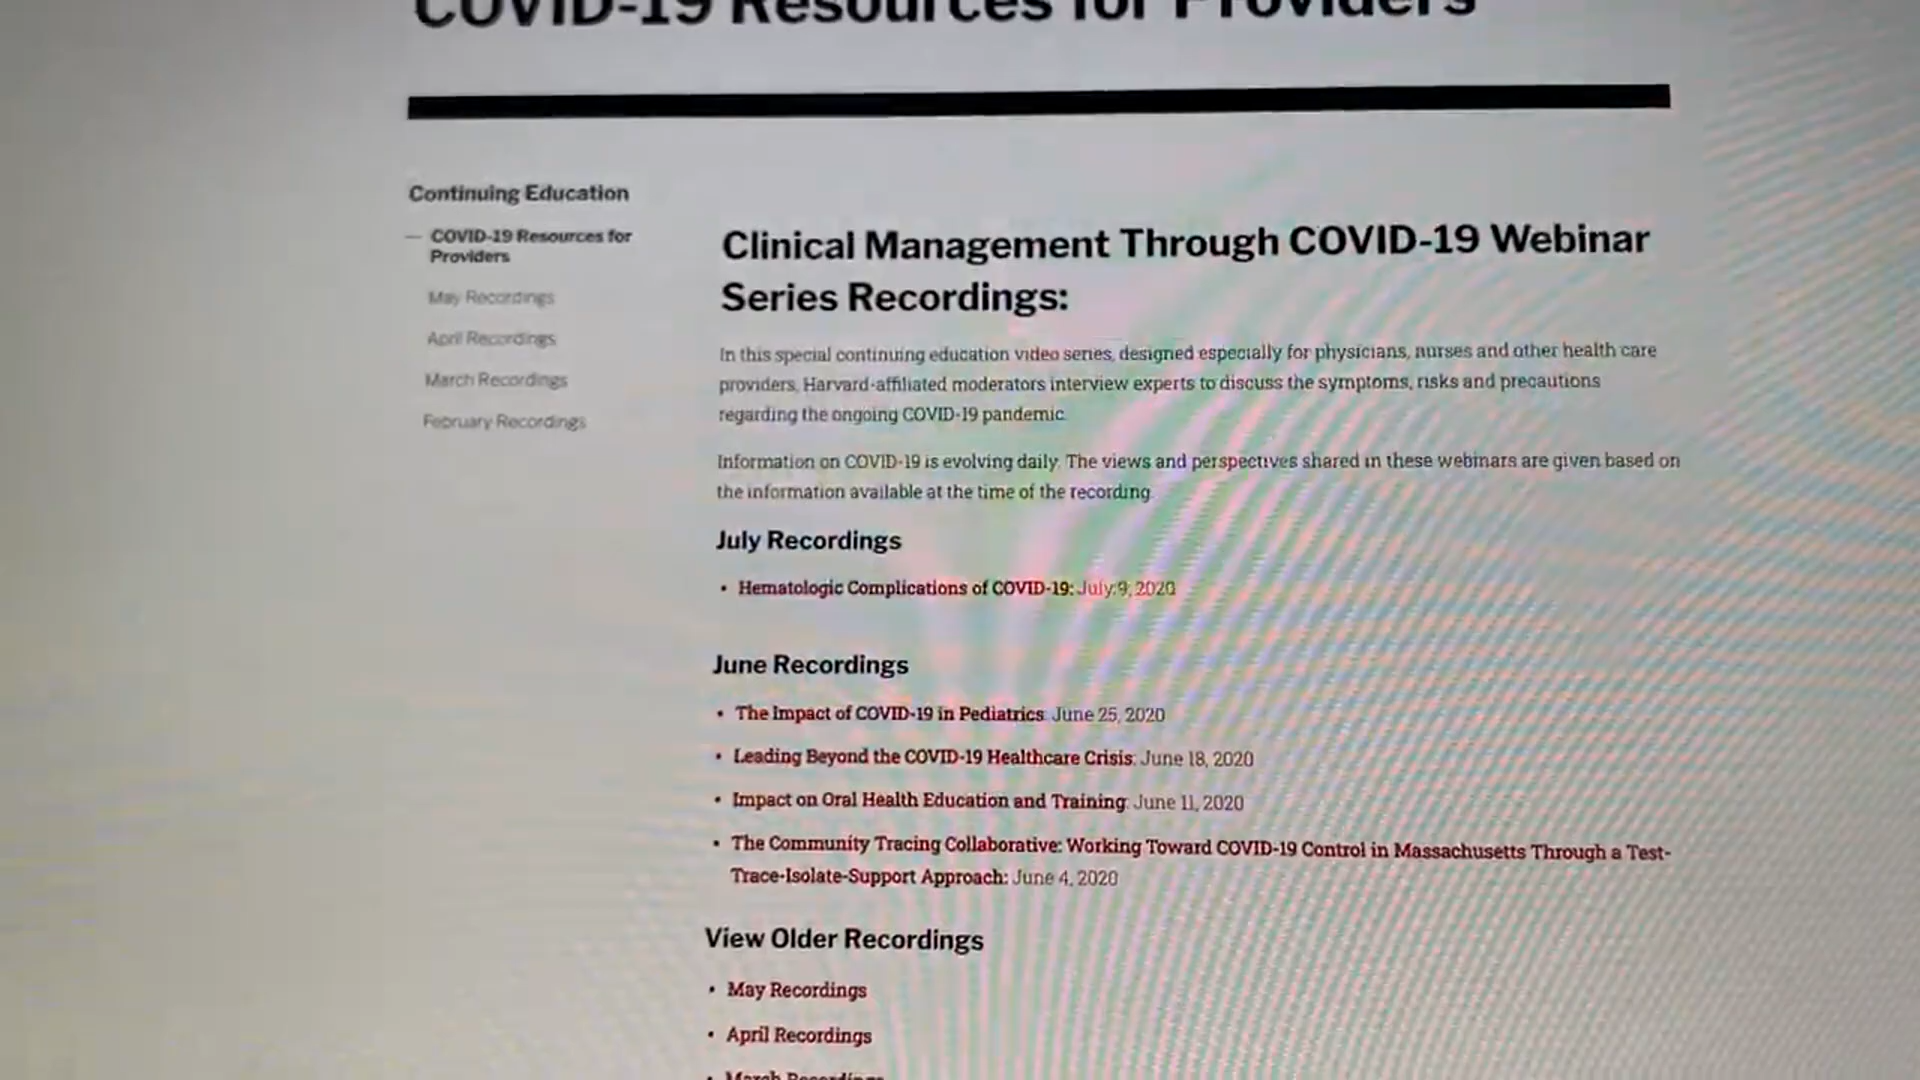 COVID-19 Resources for Providers
Continuing Education
— COVID-19 Resources for
Providers
May Recordings
April Recordings
March Recordings
February Recordings
Clinical Management Through COVID-19 Webinar
Series Recordings:
In this special continuing education video series, designed especially for physicians, nurses and other health care
providers, Harvard-affiliated moderators interview experts to discuss the symptoms, risks and precautions
regarding the ongoing COVID-19 pandemic.
Information on COVID-19 is evolving daily. The views and perspectives shared in these webinars are given based on
the information available at the time of the recording.
July Recordings
• Hematologic Complications of COVID-19: July 9, 2020
June Recordings
• The Impact of COVID-19 in Pediatrics: June 25, 2020
• Leading Beyond the COVID-19 Healthcare Crisis: June 18, 2020
• Impact on Oral Health Education and Training: June 11, 2020
• The Community Tracing Collaborative: Working Toward COVID-19 Control in Massachusetts Through a Test-
Trace-Isolate-Support Approach: June 4, 2020
View Older Recordings
• May Recordings
• April Recordings
• March Recordings